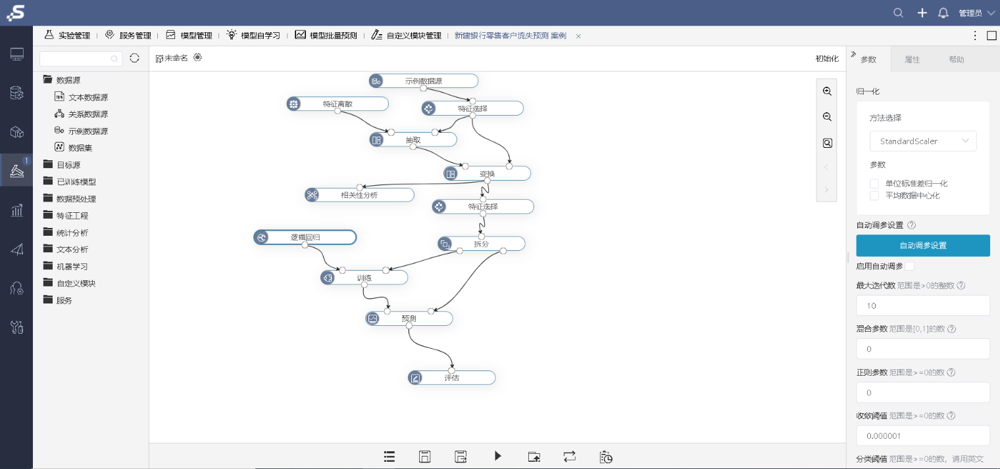 管理员
实验管理
服务管理
模型管理
模型自学习
模型批量预测
自定义模块管理
新建银行零售客户流失预测 案例
1
数据源
文本数据源
关系数据源
示例数据源
数据集
目标源
已训练模型
数据预处理
特征工程
统计分析
文本分析
机器学习
自定义模块
服务
未命名
初始化
示例数据源
特征离散
特征选择
抽取
变换
相关性分析
特征选择
逻辑回归
拆分
训练
预测
评估
参数
属性
帮助
归一化
方法选择
StandardScaler
参数
单位标准差归一化
平均数据中心化
自动调参设置
自动调参设置
启用自动调参
最大迭代数 范围是>0的整数
10
混合参数 范围是[0,1]的数
0
正则参数 范围是>=0的数
0
收敛阈值 范围是>=0的数
0.000001
分类阈值 范围是>=0的数，请用英文